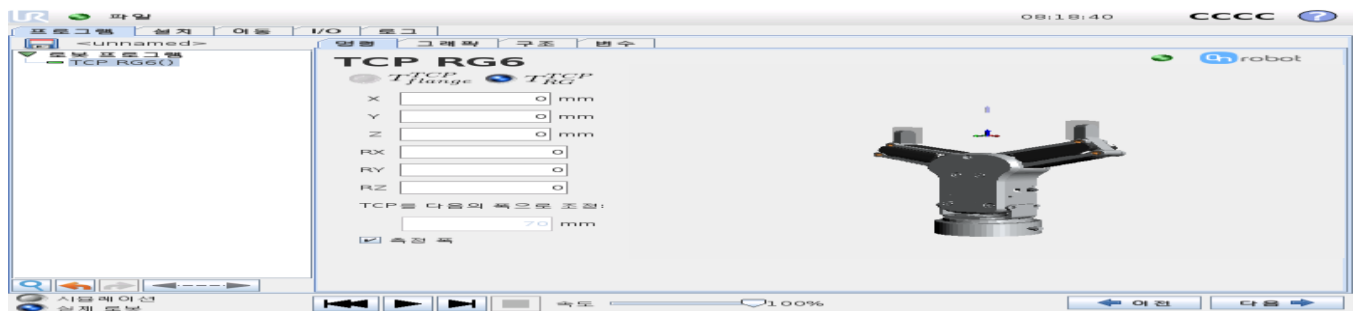 UR 파일 08:18:40 CCCC ?
프로그램 설치 이동 I/O 로그
<unnamed> 명령 그래픽 구조 변수
로봇 프로그램
TCP RG6()
TCP RG6
T TCP flange T TCP RG
On robot
X 0 mm
Y 0 mm
Z 0 mm
RX 0
RY 0
RZ 0
TCP를 다음의 폭으로 조정:
70 mm
측정 폭
시뮬레이션
실제 로봇
속도 100% 이전 다음